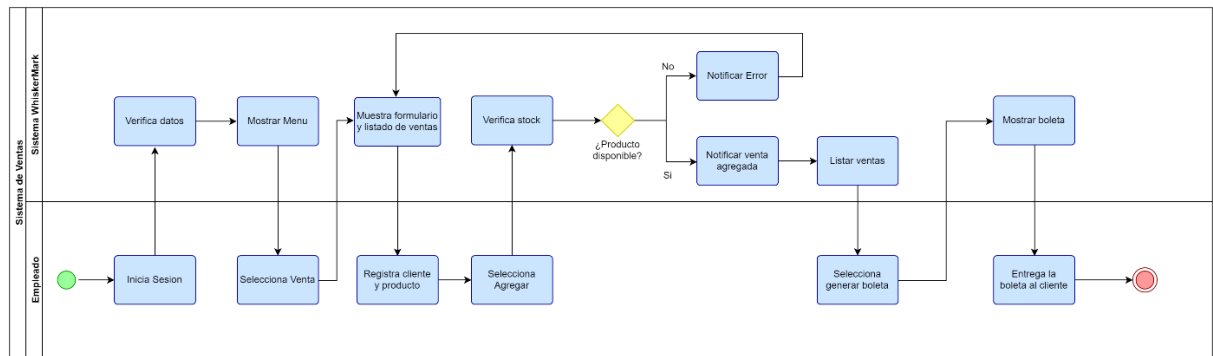 Sistema de Ventas
Sistema WhiskerMark
Verifica datos
Mostrar Menu
Muestra formulario
y listado de ventas
Verifica stock
¿Producto
disponible?
No
Notificar Error
Si
Notificar venta
agregada
Listar ventas
Mostrar boleta
Empleado
Inicia Sesion
Selecciona Venta
Registra cliente
y producto
Selecciona
Agregar
Selecciona
generar boleta
Entrega la
boleta al cliente